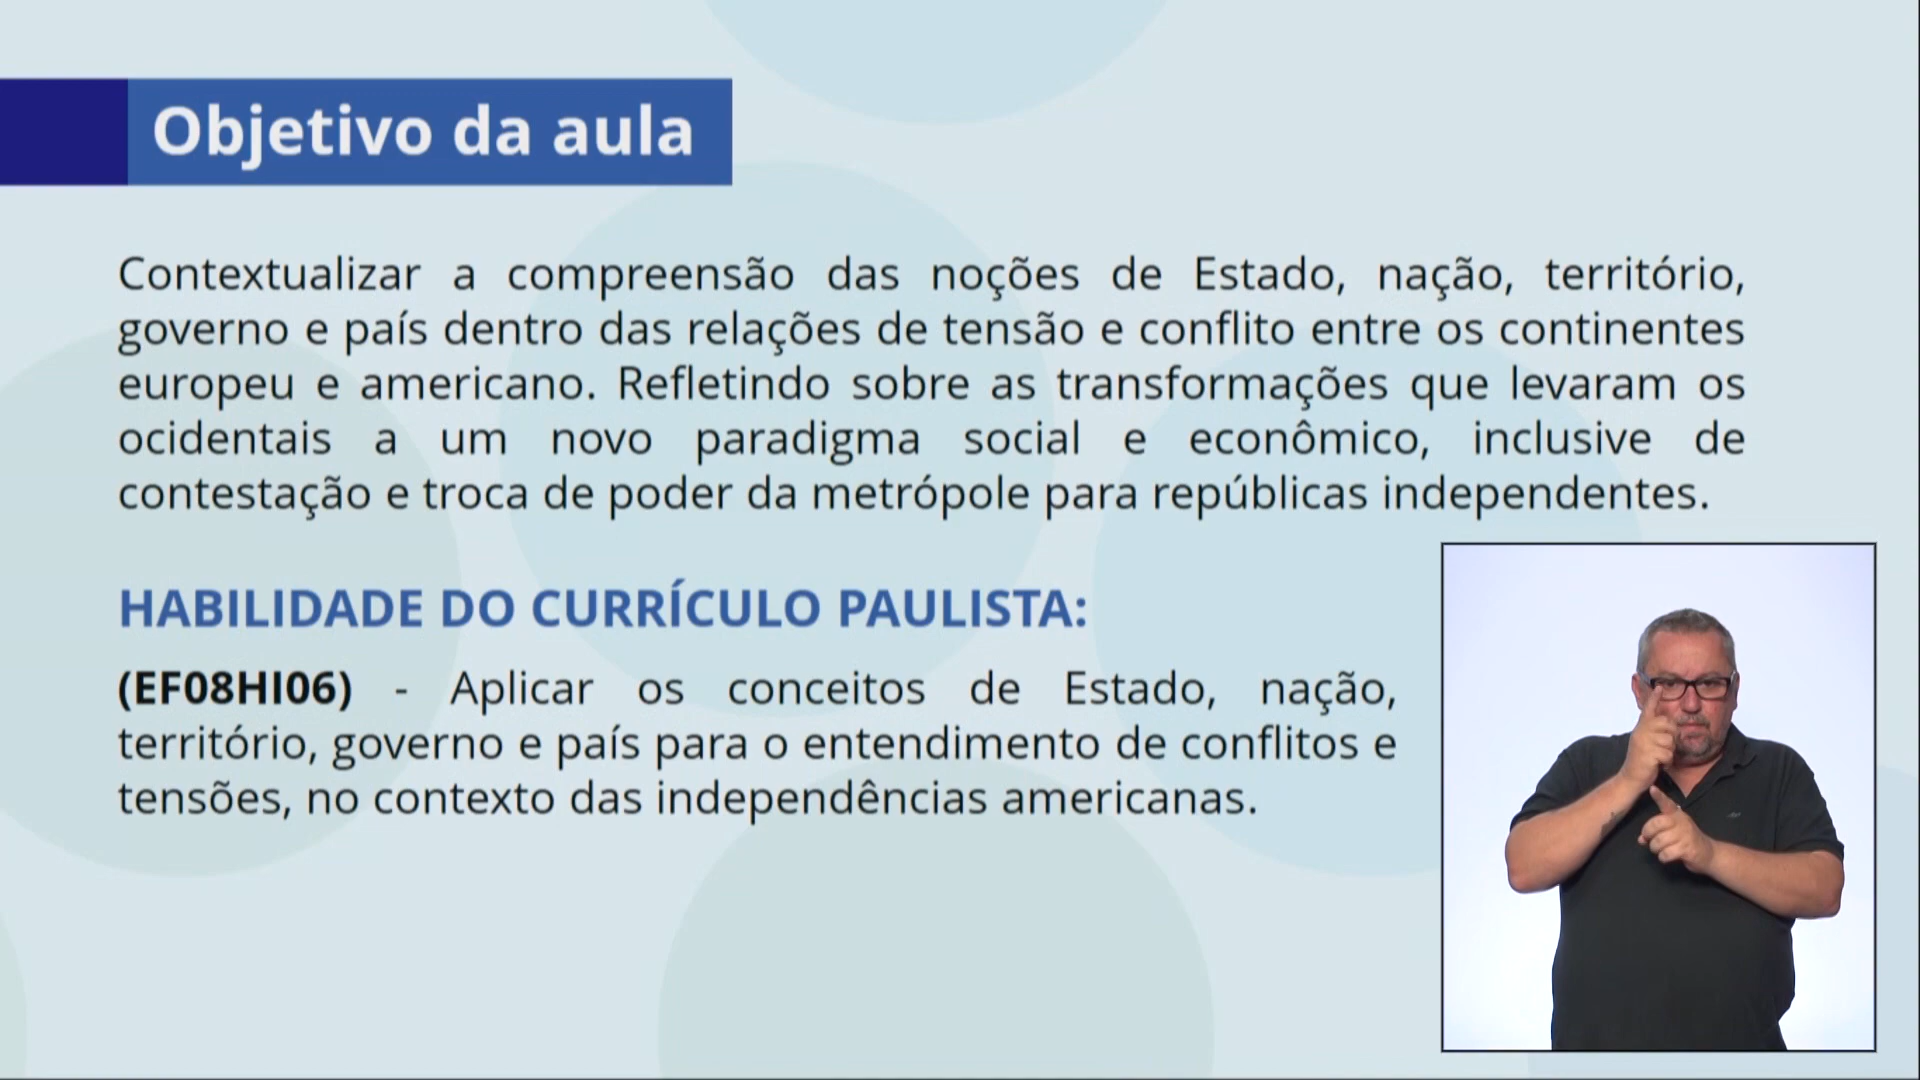 Objetivo da aula
Contextualizar a compreensão das noções de Estado, nação, território,
governo e país dentro das relações de tensão e conflito entre os continentes
europeu e americano. Refletindo sobre as transformações que levaram os
ocidentais a um novo paradigma social e econômico, inclusive de
contestação e troca de poder da metrópole para repúblicas independentes.
HABILIDADE DO CURRÍCULO PAULISTA:
(EF08HI06) - Aplicar os conceitos de Estado, nação,
território, governo e país para o entendimento de conflitos e
tensões, no contexto das independências americanas.